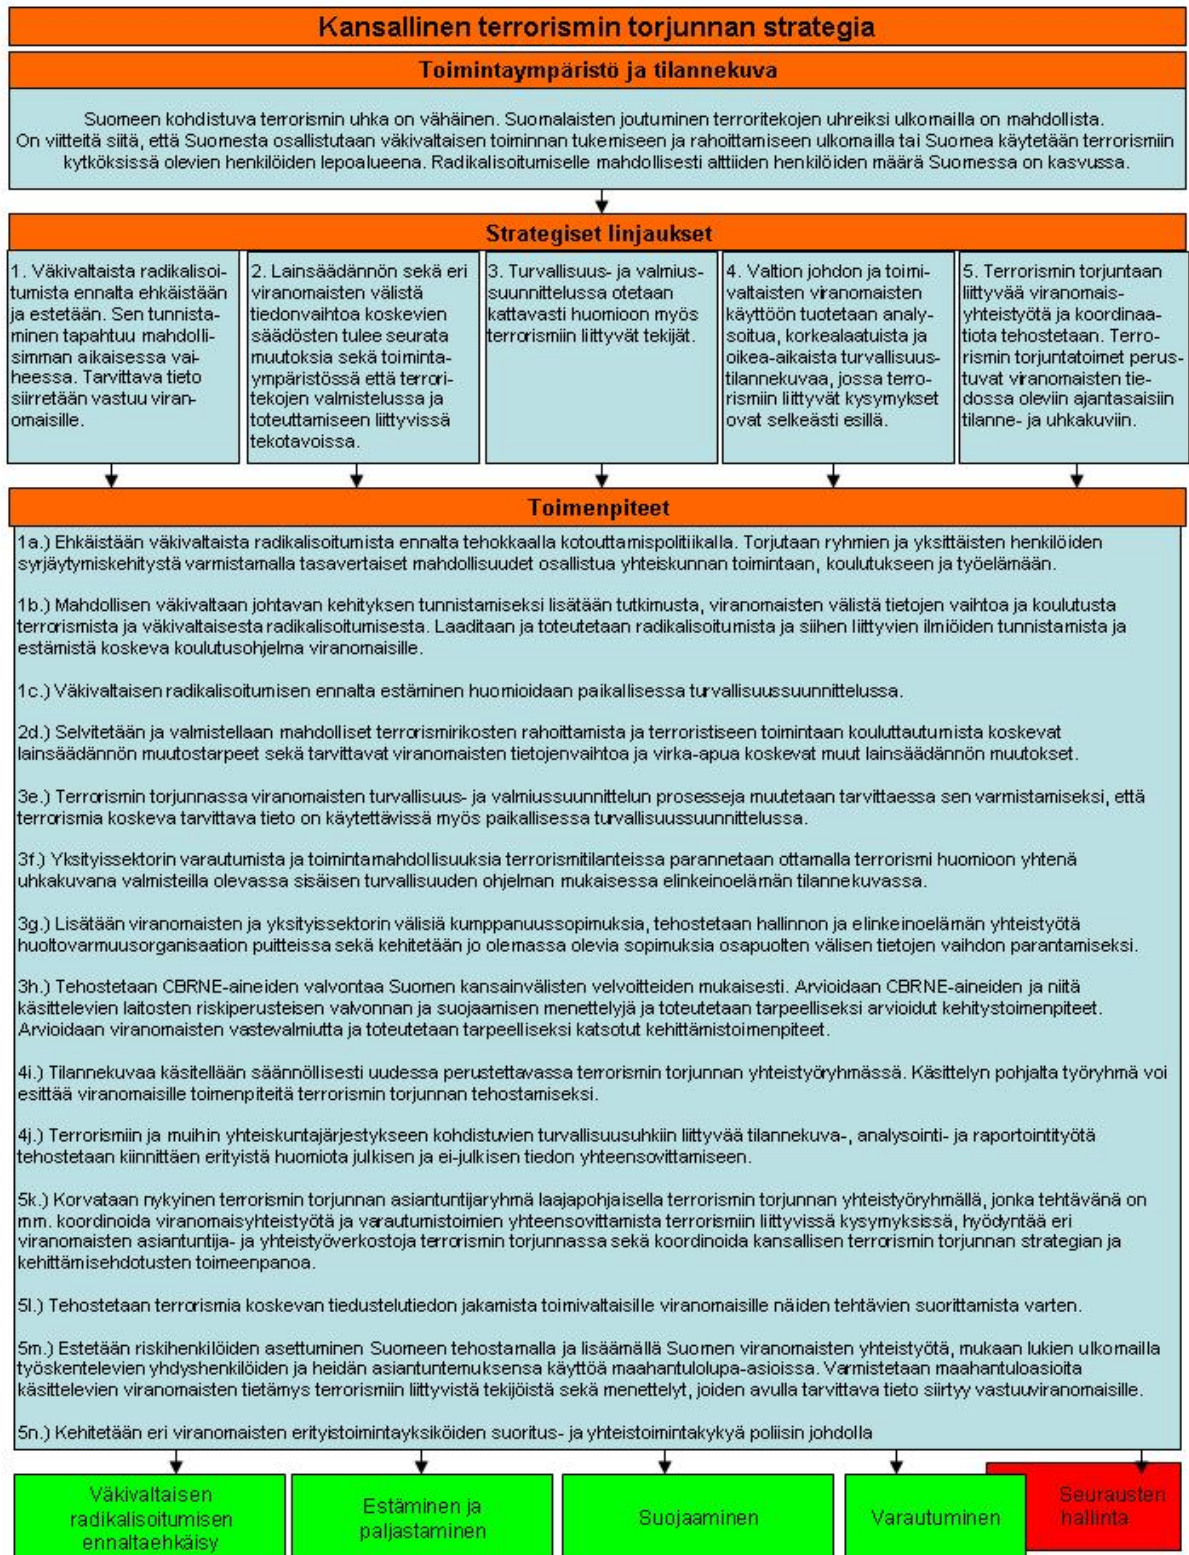 Kansallinen terrorismin torjunnan strategia
Toimintaympäristö ja tilannekuva
Suomeen kohdistuva terrorismin uhka on vähäinen. Suomalaisten joutuminen terroritekojen uhreiksi ulkomailla on mahdollista.
On viitteitä siitä, että Suomesta osallistutaan väkivaltaisen toiminnan tukemiseen ja rahoittamiseen ulkomailla tai Suomea käytetään terrorismiin
kytköksissä olevien henkilöiden lepoalueena. Radikalisoitumiselle mahdollisesti alttiiden henkilöiden määrä Suomessa on kasvussa.
Strategiset linjaukset
1. Väkivaltaista radikalisoi-
tumista ennalta ehkäistään
ja estetään. Sen tunnista-
minen tapahtuu mahdolli-
simman aikaisessa vai-
heessa. Tarvittava tieto
siirretään vastuu viran-
omaisille.
2. Lainsäädännön sekä eri
viranomaisten välistä
tiedonvaihtoa koskevien
säädösten tulee seurata
muutoksia sekä toiminta-
ympäristössä että terrori-
tekojen valmistelussa ja
toteuttamiseen liittyvissä
tekotavoissa.
3. Turvallisuus- ja valmius-
suunnittelussa otetaan
kattavasti huomioon myös
terrorismiin liittyvät tekijät.
4. Valtion johdon ja toimi-
valtaisten viranomaisten
käyttöön tuotetaan analy-
soitua, korkealaatuista ja
oikea-aikaista turvallisuus-
tilannekuvaa, jossa terro-
rismiin liittyvät kysymykset
ovat selkeästi esillä.
5. Terrorismin torjuntaan
liittyvää viranomais-
yhteistyötä ja koordinaa-
tiota tehostetaan. Terro-
rismin torjuntatoimet perus-
tuvat viranomaisten tie-
dossa oleviin ajantasaisiin
tilanne- ja uhkakuviin.
Toimenpiteet
1a.) Ehkäistään väkivaltaista radikalisoitumista ennalta tehokkaalla kotouttamispolitiikalla. Torjutaan ryhmien ja yksittäisten henkilöiden
syrjäytymiskehitystä varmistamalla tasavertaiset mahdollisuudet osallistua yhteiskunnan toimintaan, koulutukseen ja työelämään.
1b.) Mahdollisen väkivaltaan johtavan kehityksen tunnistamiseksi lisätään tutkimusta, viranomaisten välistä tietojen vaihtoa ja koulutusta
terrorismista ja väkivaltaisesta radikalisoitumisesta. Laaditaan ja toteutetaan radikalisoitumista ja siihen liittyvien ilmiöiden tunnistamista ja
estämistä koskeva koulutusohjelma viranomaisille.
1c.) Väkivaltaisen radikalisoitumisen ennalta estäminen huomioidaan paikallisessa turvallisuussuunnittelussa.
2d.) Selvitetään ja valmistellaan mahdolliset terrorismirikosten rahoittamista ja terroristiseen toimintaan kouluttautumista koskevat
lainsäädännön muutostarpeet sekä tarvittavat viranomaisten tietojenvaihtoa ja virka-apua koskevat muut lainsäädännön muutokset.
3e.) Terrorismin torjunnassa viranomaisten turvallisuus- ja valmiussuunnittelun prosesseja muutetaan tarvittaessa sen varmistamiseksi, että
terrorismia koskeva tarvittava tieto on käytettävissä myös paikallisessa turvallisuussuunnittelussa.
3f.) Yksityissektorin varautumista ja toimintamahdollisuuksia terrorismitilanteissa parannetaan ottamalla terrorismi huomioon yhtenä
uhkakuvana valmisteilla olevassa sisäisen turvallisuuden ohjelman mukaisessa elinkeinoelämän tilannekuvassa.
3g.) Lisätään viranomaisten ja yksityissektorin välisiä kumppanuussopimuksia, tehostetaan hallinnon ja elinkeinoelämän yhteistyötä
huoltovarmuusorganisaation puitteissa sekä kehitetään jo olemassa olevia sopimuksia osapuolten välisen tietojen vaihdon parantamiseksi.
3h.) Tehostetaan CBRNE-aineiden valvontaa Suomen kansainvälisten velvoitteiden mukaisesti. Arvioidaan CBRNE-aineiden ja niitä
käsittelevien laitosten riskiperusteisen valvonnan ja suojaamisen menettelyjä ja toteutetaan tarpeelliseksi arvioidut kehitystoimenpiteet.
Arvioidaan viranomaisten vastevalmiutta ja toteutetaan tarpeelliseksi katsotut kehittämistoimenpiteet.
4i.) Tilannekuvaa käsitellään säännöllisesti uudessa perustettavassa terrorismin torjunnan yhteistyöryhmässä. Käsittelyn pohjalta työryhmä voi
esittää viranomaisille toimenpiteitä terrorismin torjunnan tehostamiseksi.
4j.) Terrorismiin ja muihin yhteiskuntajärjestykseen kohdistuvien turvallisuusuhkiin liittyvää tilannekuva-, analysointi- ja raportointityötä
tehostetaan kiinnittäen erityistä huomiota julkisen ja ei-julkisen tiedon yhteensovittamiseen.
5k.) Korvataan nykyinen terrorismin torjunnan asiantuntijaryhmä laajapohjaisella terrorismin torjunnan yhteistyöryhmällä, jonka tehtävänä on
mm. koordinoida viranomaisyhteistyötä ja varautumistoimien yhteensovittamista terrorismiin liittyvissä kysymyksissä, hyödyntää eri
viranomaisten asiantuntija- ja yhteistyöverkostoja terrorismin torjunnassa sekä koordinoida kansallisen terrorismin torjunnan strategian ja
kehittämisehdotusten toimeenpanoa.
5l.) Tehostetaan terrorismia koskevan tiedustelutiedon jakamista toimivaltaisille viranomaisille näiden tehtävien suorittamista varten.
5m.) Estetään riskihenkilöiden asettuminen Suomeen tehostamalla ja lisäämällä Suomen viranomaisten yhteistyötä, mukaan lukien ulkomailla
työskentelevien yhdyshenkilöiden ja heidän asiantuntemuksensa käyttöä maahantulolupa-asioissa. Varmistetaan maahantuloasioita
käsittelevien viranomaisten tietämys terrorismiin liittyvistä tekijöistä sekä menettelyt, joiden avulla tarvittava tieto siirtyy vastuuviranomaisille.
5n.) Kehitetään eri viranomaisten erityistoimintayksiköiden suoritus- ja yhteistoimintakykyä poliisin johdolla
Väkivaltaisen
radikalisoitumisen
ennaltaehkäisy
Estäminen ja
paljastaminen
Suojaaminen
Varautuminen
Seurausten
hallinta